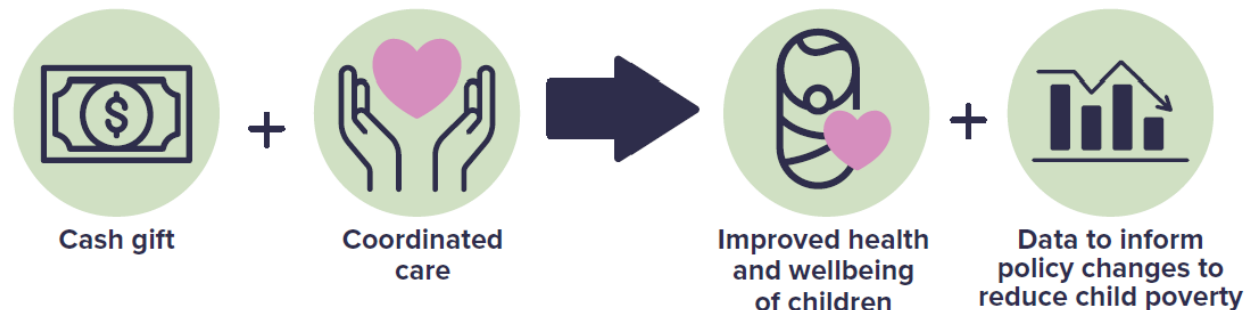 $
+
+
Cash gift
Coordinated
care
Improved health
and wellbeing
of children
Data to inform
policy changes to
reduce child poverty